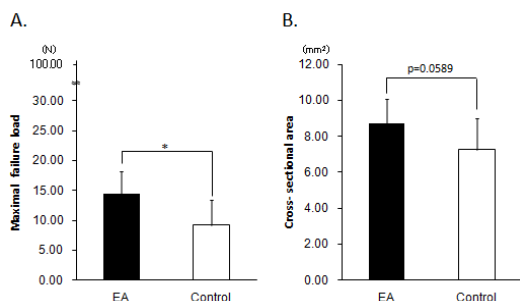 A.
(N)
100.00
30.00
25.00
20.00
15.00
10.00
5.00
0.00
Maximal failure load
*
EA Control
B.
(mm²)
12.00
10.00
8.00
6.00
4.00
2.00
0.00
Cross- sectional area
p=0.0589
EA Control